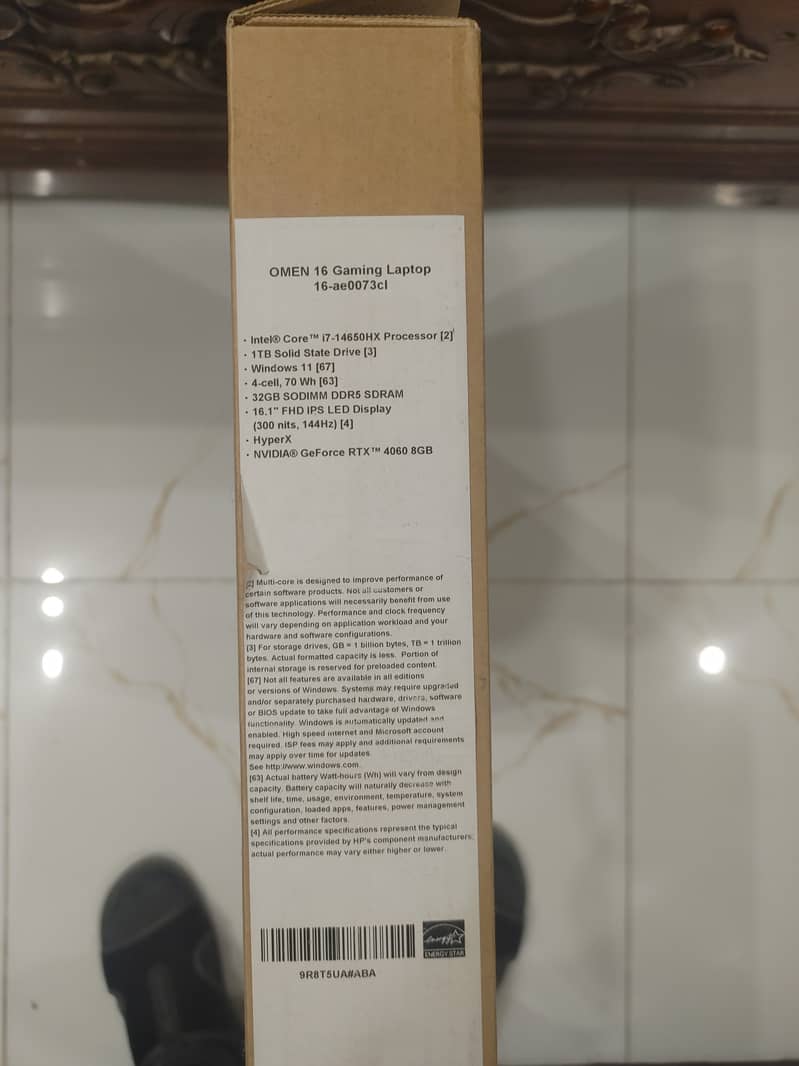 OMEN 16 Gaming Laptop
16-ae0073cl
· Intel® Core™ i7-14650HX Processor [2]
· 1TB Solid State Drive [3]
· Windows 11 [67]
· 4-cell, 70 Wh [63]
· 32GB SODIMM DDR5 SDRAM
· 16.1" FHD IPS LED Display
(300 nits, 144Hz) [4]
· HyperX
· NVIDIA® GeForce RTX™ 4060 8GB
[2] Multi-core is designed to improve performance of
certain software products. Not all customers or
software applications will necessarily benefit from use
of this technology. Performance and clock frequency
will vary depending on application workload and your
hardware and software configurations.
[3] For storage drives, GB = 1 billion bytes, TB = 1 trillion
bytes. Actual formatted capacity is less. Portion of
internal storage is reserved for preloaded content.
[67] Not all features are available in all editions
or versions of Windows. Systems may require upgraded
and/or separately purchased hardware, drivers, software
or BIOS update to take full advantage of Windows
functionality. Windows is automatically updated and
enabled. High speed internet and Microsoft account
required. ISP fees may apply and additional requirements
may apply over time for updates.
See http://www.windows.com.
[63] Actual battery Watt-hours (Wh) will vary from design
capacity. Battery capacity will naturally decrease with
shelf life, time, usage, environment, temperature, system
configuration, loaded apps, features, power management
settings and other factors.
[4] All performance specifications represent the typical
specifications provided by HP's component manufacturers;
actual performance may vary either higher or lower.
energy
ENERGY STAR
9R8T5UA#ABA